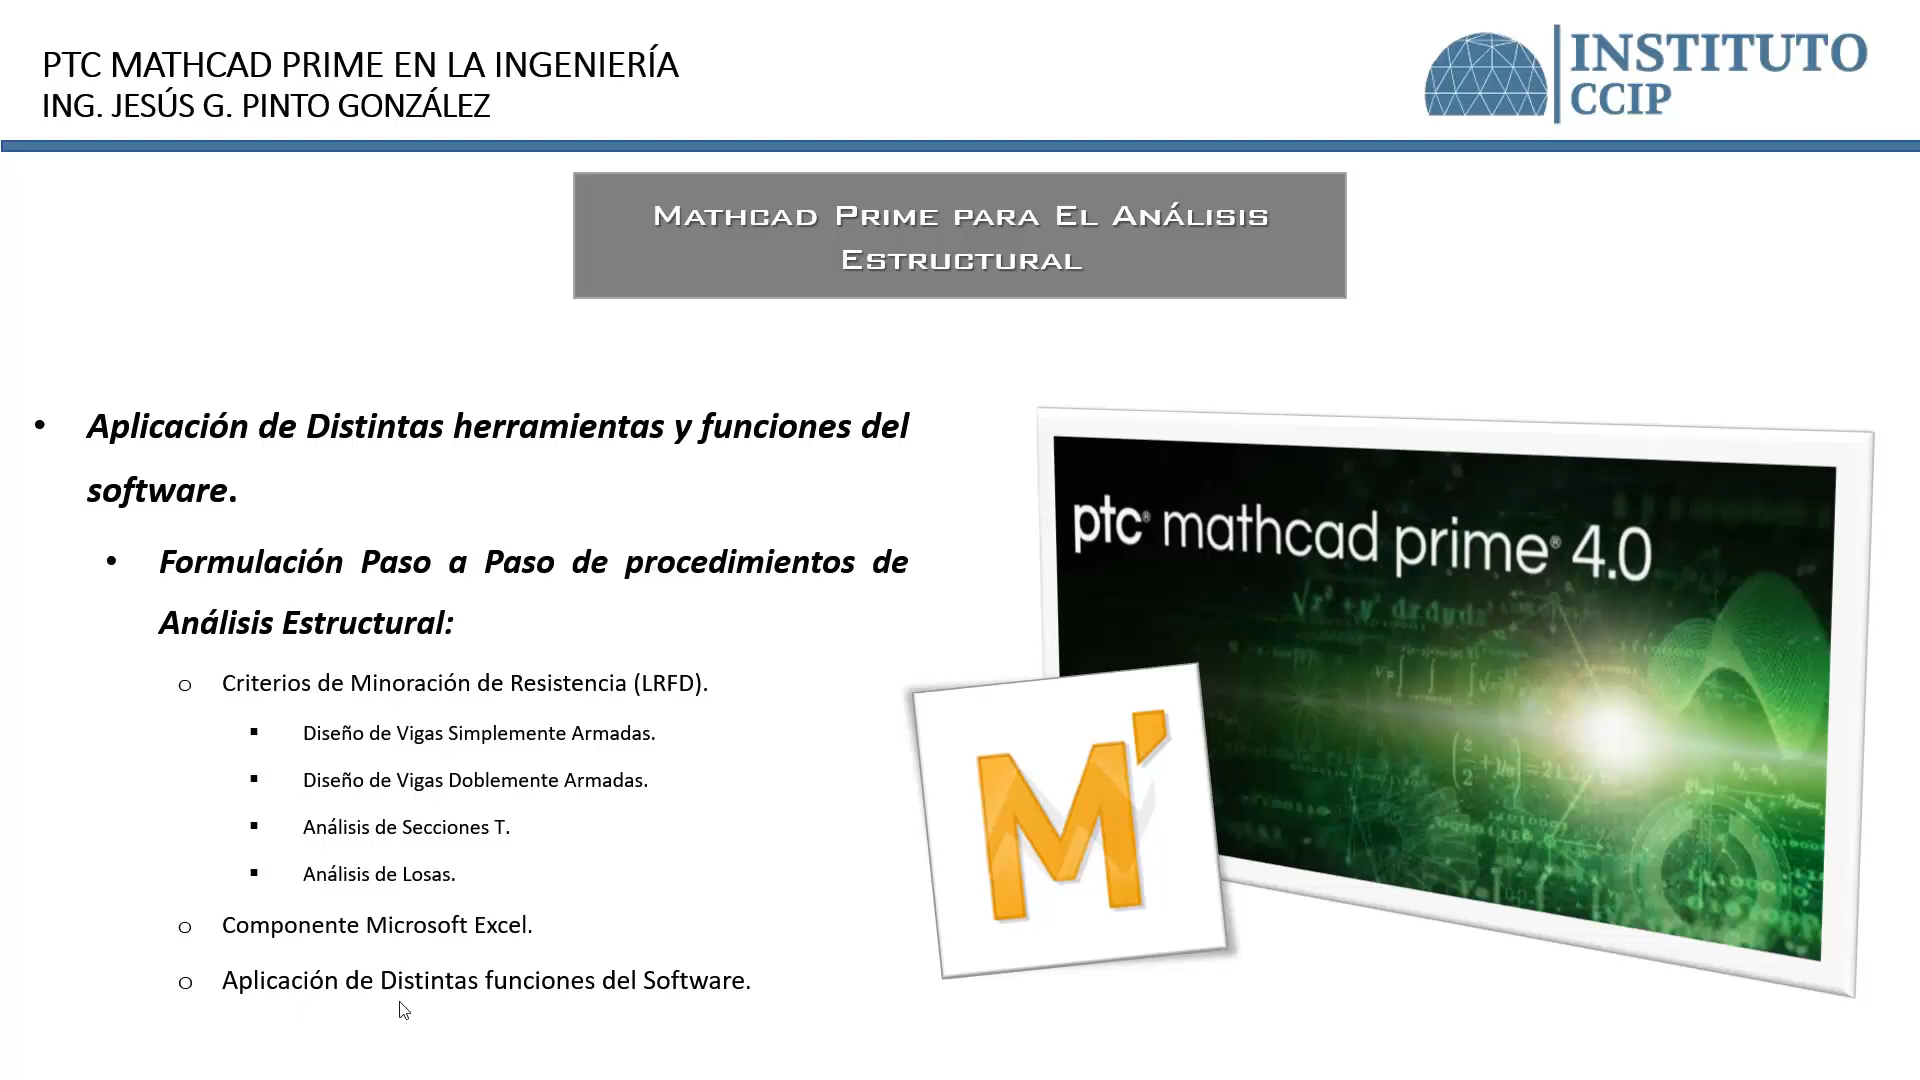 PTC MATHCAD PRIME EN LA INGENIERÍA
ING. JESÚS G. PINTO GONZÁLEZ
INSTITUTO
CCIP
MATHCAD PRIME PARA EL ANÁLISIS
ESTRUCTURAL
• Aplicación de Distintas herramientas y funciones del
software.
• Formulación Paso a Paso de procedimientos de
Análisis Estructural:
o Criterios de Minoración de Resistencia (LRFD).
▪ Diseño de Vigas Simplemente Armadas.
▪ Diseño de Vigas Doblemente Armadas.
▪ Análisis de Secciones T.
▪ Análisis de Losas.
o Componente Microsoft Excel.
o Aplicación de Distintas funciones del Software.
ptc® mathcad prime® 4.0
M'